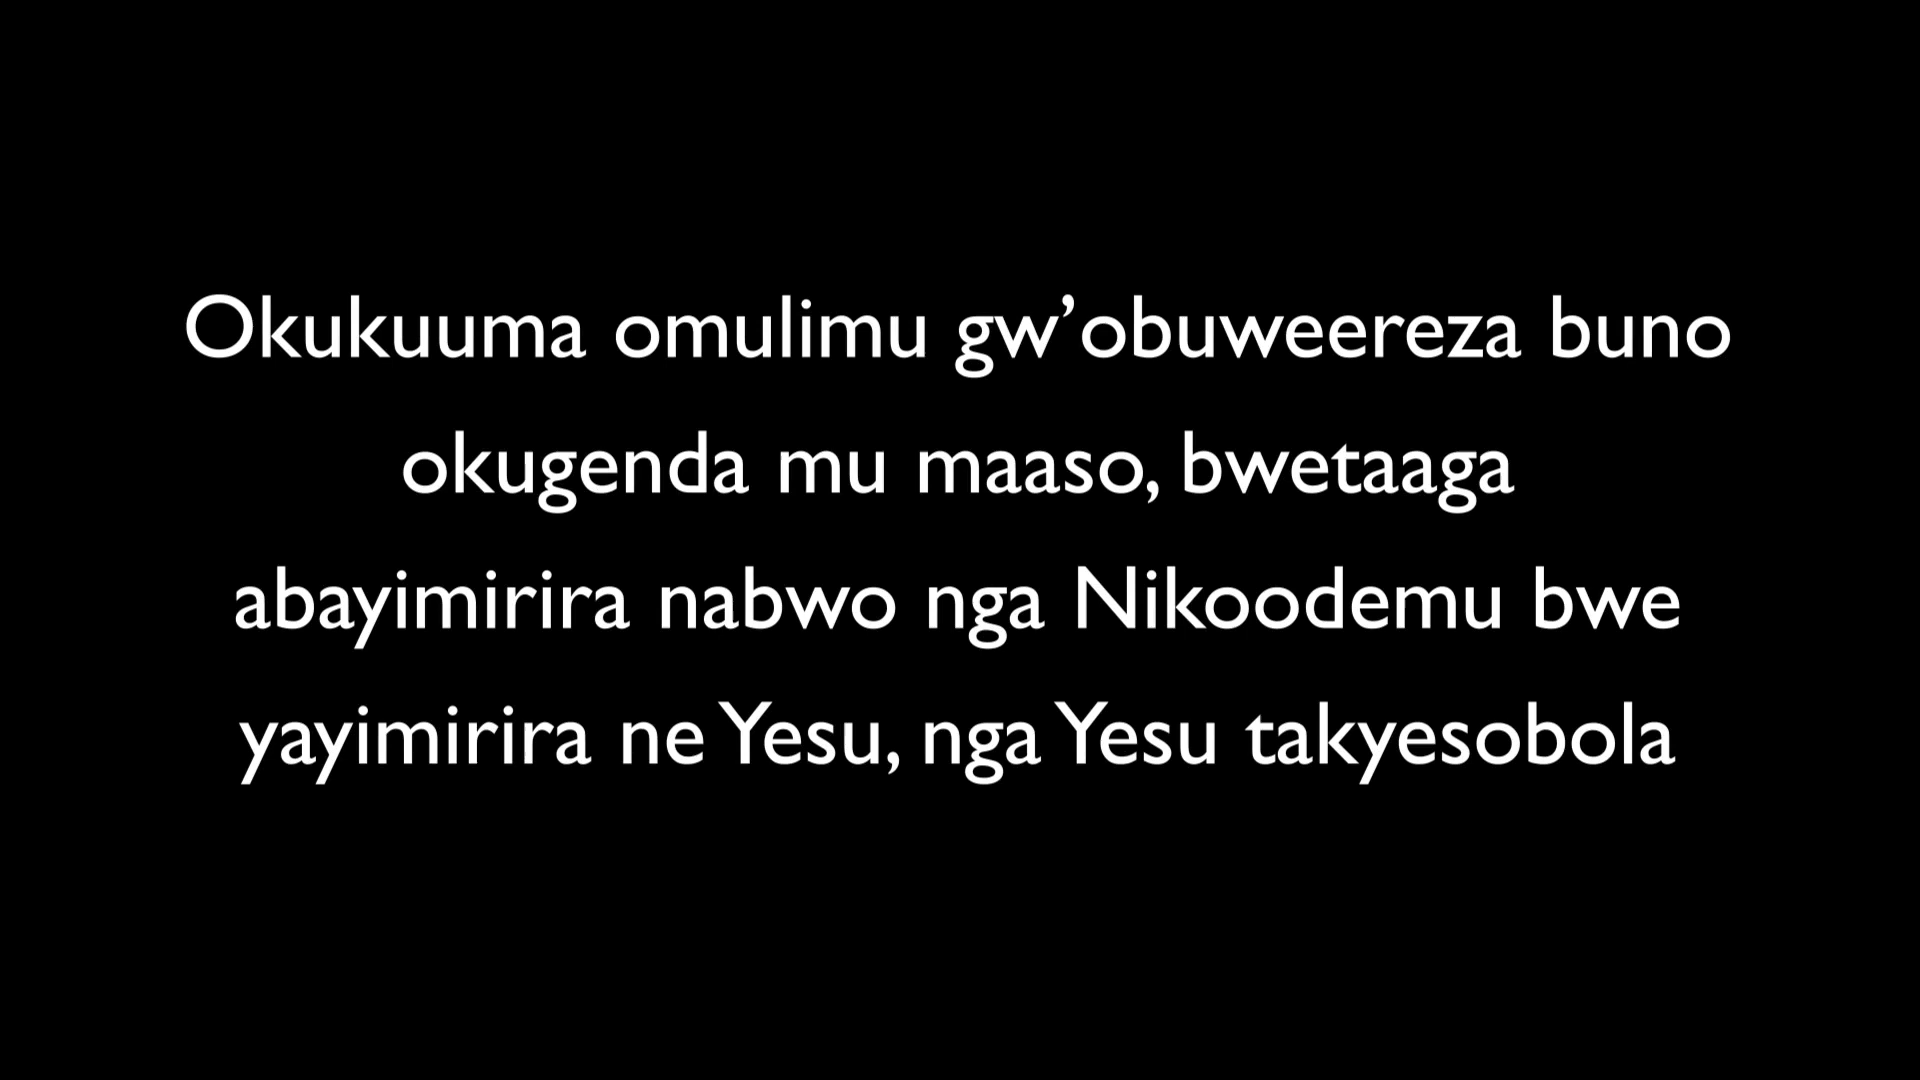 Okukuuma omulimu gw’obuweereza buno
okugenda mu maaso, bwetaaga
abayimirira nabwo nga Nikoodemu bwe
yayimirira ne Yesu, nga Yesu takyesobola